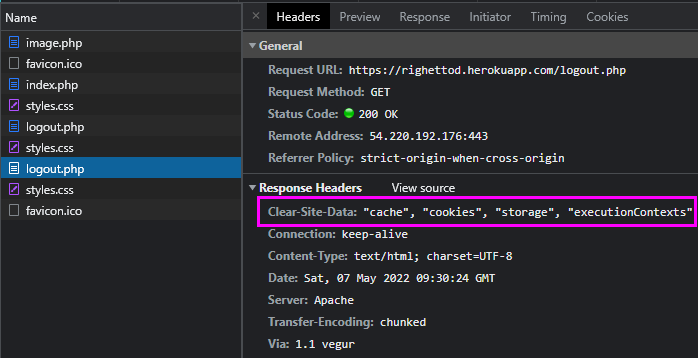 Name
image.php
favicon.ico
index.php
styles.css
logout.php
styles.css
logout.php
styles.css
favicon.ico
× Headers Preview Response Initiator Timing Cookies
▼ General
Request URL: https://righettod.herokuapp.com/logout.php
Request Method: GET
Status Code: 200 OK
Remote Address: 54.220.192.176:443
Referrer Policy: strict-origin-when-cross-origin
▼ Response Headers View source
Clear-Site-Data: "cache", "cookies", "storage", "executionContexts"
Connection: keep-alive
Content-Type: text/html; charset=UTF-8
Date: Sat, 07 May 2022 09:30:24 GMT
Server: Apache
Transfer-Encoding: chunked
Via: 1.1 vegur